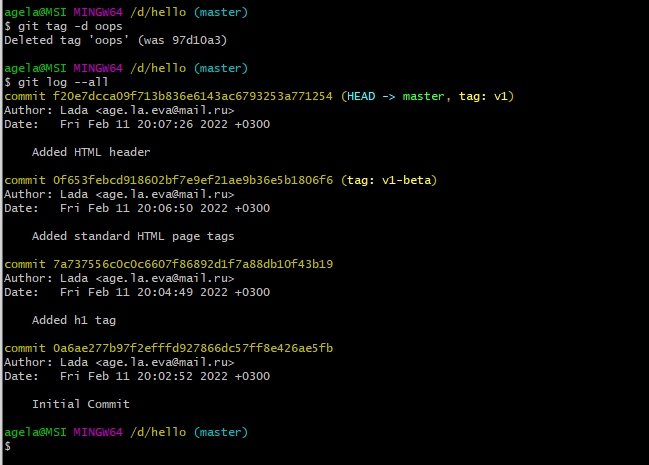 agela@MSI MINGW64 /d/hello (master)
$ git tag -d oops
Deleted tag 'oops' (was 97d10a3)
agela@MSI MINGW64 /d/hello (master)
$ git log --all
commit f20e7dcca09f713b836e6143ac6793253a771254 (HEAD -> master, tag: v1)
Author: Lada <age.la.eva@mail.ru>
Date:   Fri Feb 11 20:07:26 2022 +0300
Added HTML header
commit 0f653febcd918602bf7e9ef21ae9b36e5b1806f6 (tag: v1-beta)
Author: Lada <age.la.eva@mail.ru>
Date:   Fri Feb 11 20:06:50 2022 +0300
Added standard HTML page tags
commit 7a737556c0c0c6607f86892d1f7a88db10f43b19
Author: Lada <age.la.eva@mail.ru>
Date:   Fri Feb 11 20:04:49 2022 +0300
Added h1 tag
commit 0a6ae277b97f2efffd927866dc57ff8e426ae5fb
Author: Lada <age.la.eva@mail.ru>
Date:   Fri Feb 11 20:02:52 2022 +0300
Initial Commit
agela@MSI MINGW64 /d/hello (master)
$